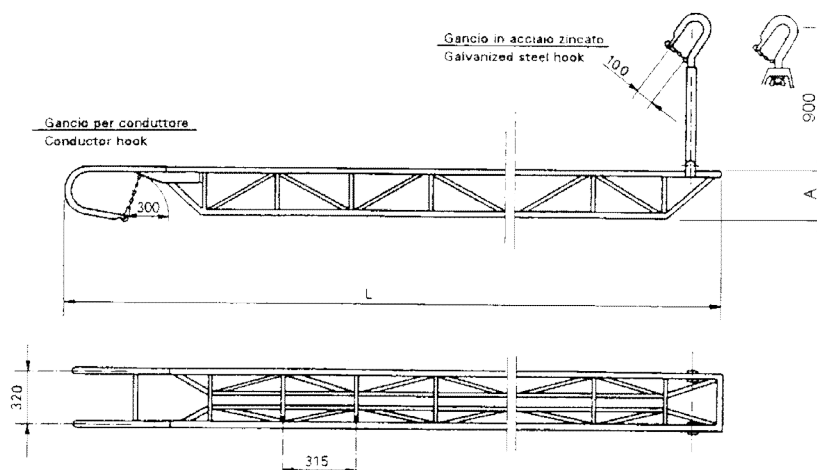 Gancio in acciaio zincato
Galvanized steel hook
100
900
Gancio per conduttore
Conductor hook
300
A
L
320
315